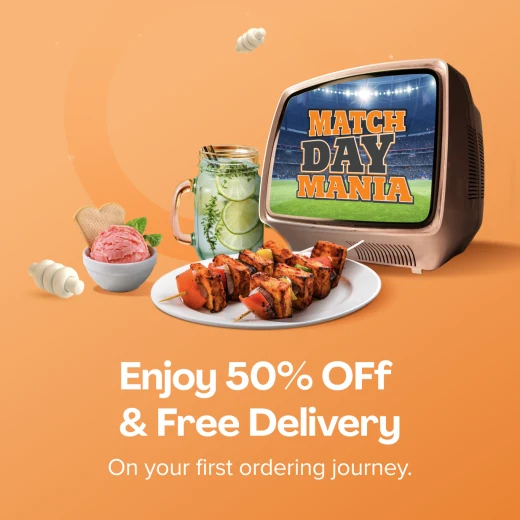 MATCH
DAY
MANIA
Enjoy 50% OFf
& Free Delivery
On your first ordering journey.